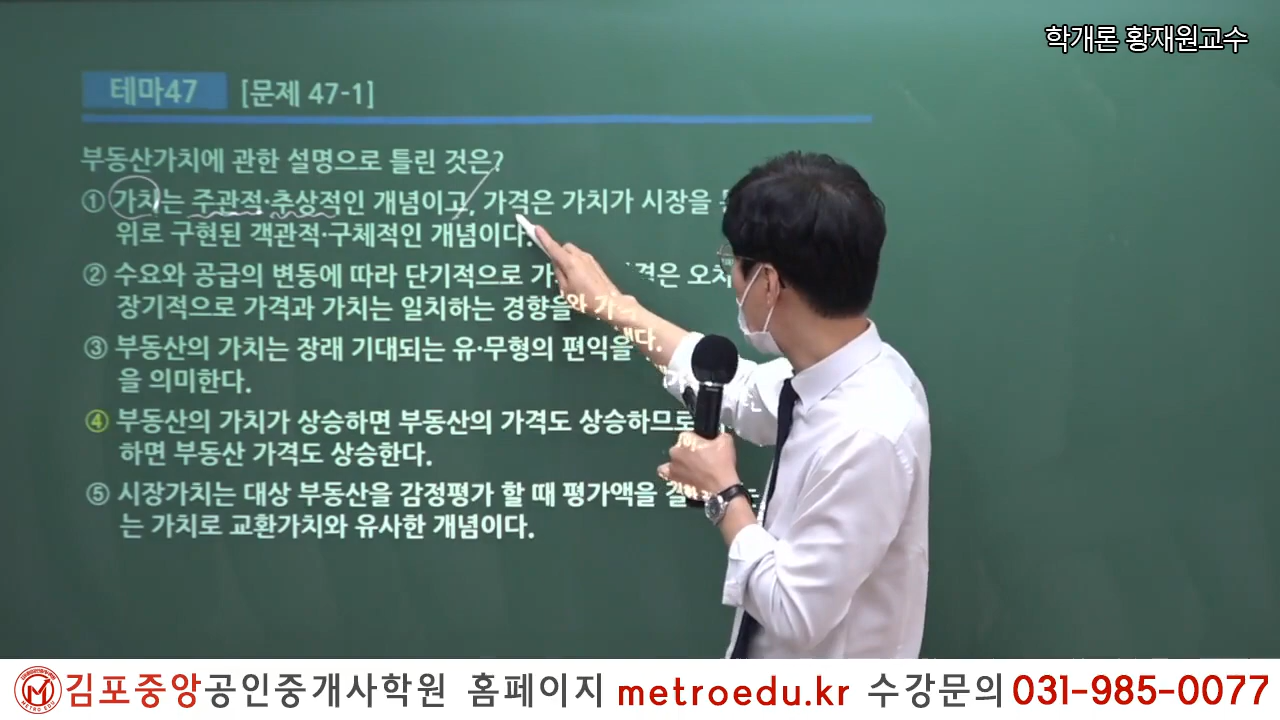 학개론 황재원교수
테마47 [문제 47-1]
부동산가치에 관한 설명으로 틀린 것은?
① 가치는 주관적·추상적인 개념이고, 가격은 가치가 시장을
위로 구현된 객관적·구체적인 개념이다.
② 수요와 공급의 변동에 따라 단기적으로
장기적으로 가격과 가치는 일치하는 경향을
③ 부동산의 가치는 장래 기대되는 유·무형의 편익을
을 의미한다.
④ 부동산의 가치가 상승하면 부동산의 가격도 상승하므로
하면 부동산 가격도 상승한다.
⑤ 시장가치는 대상 부동산을 감정평가 할 때 평가액을
는 가치로 교환가치와 유사한 개념이다.
김포중앙공인중개사학원 홈페이지 metroedu.kr 수강문의 031-985-0077